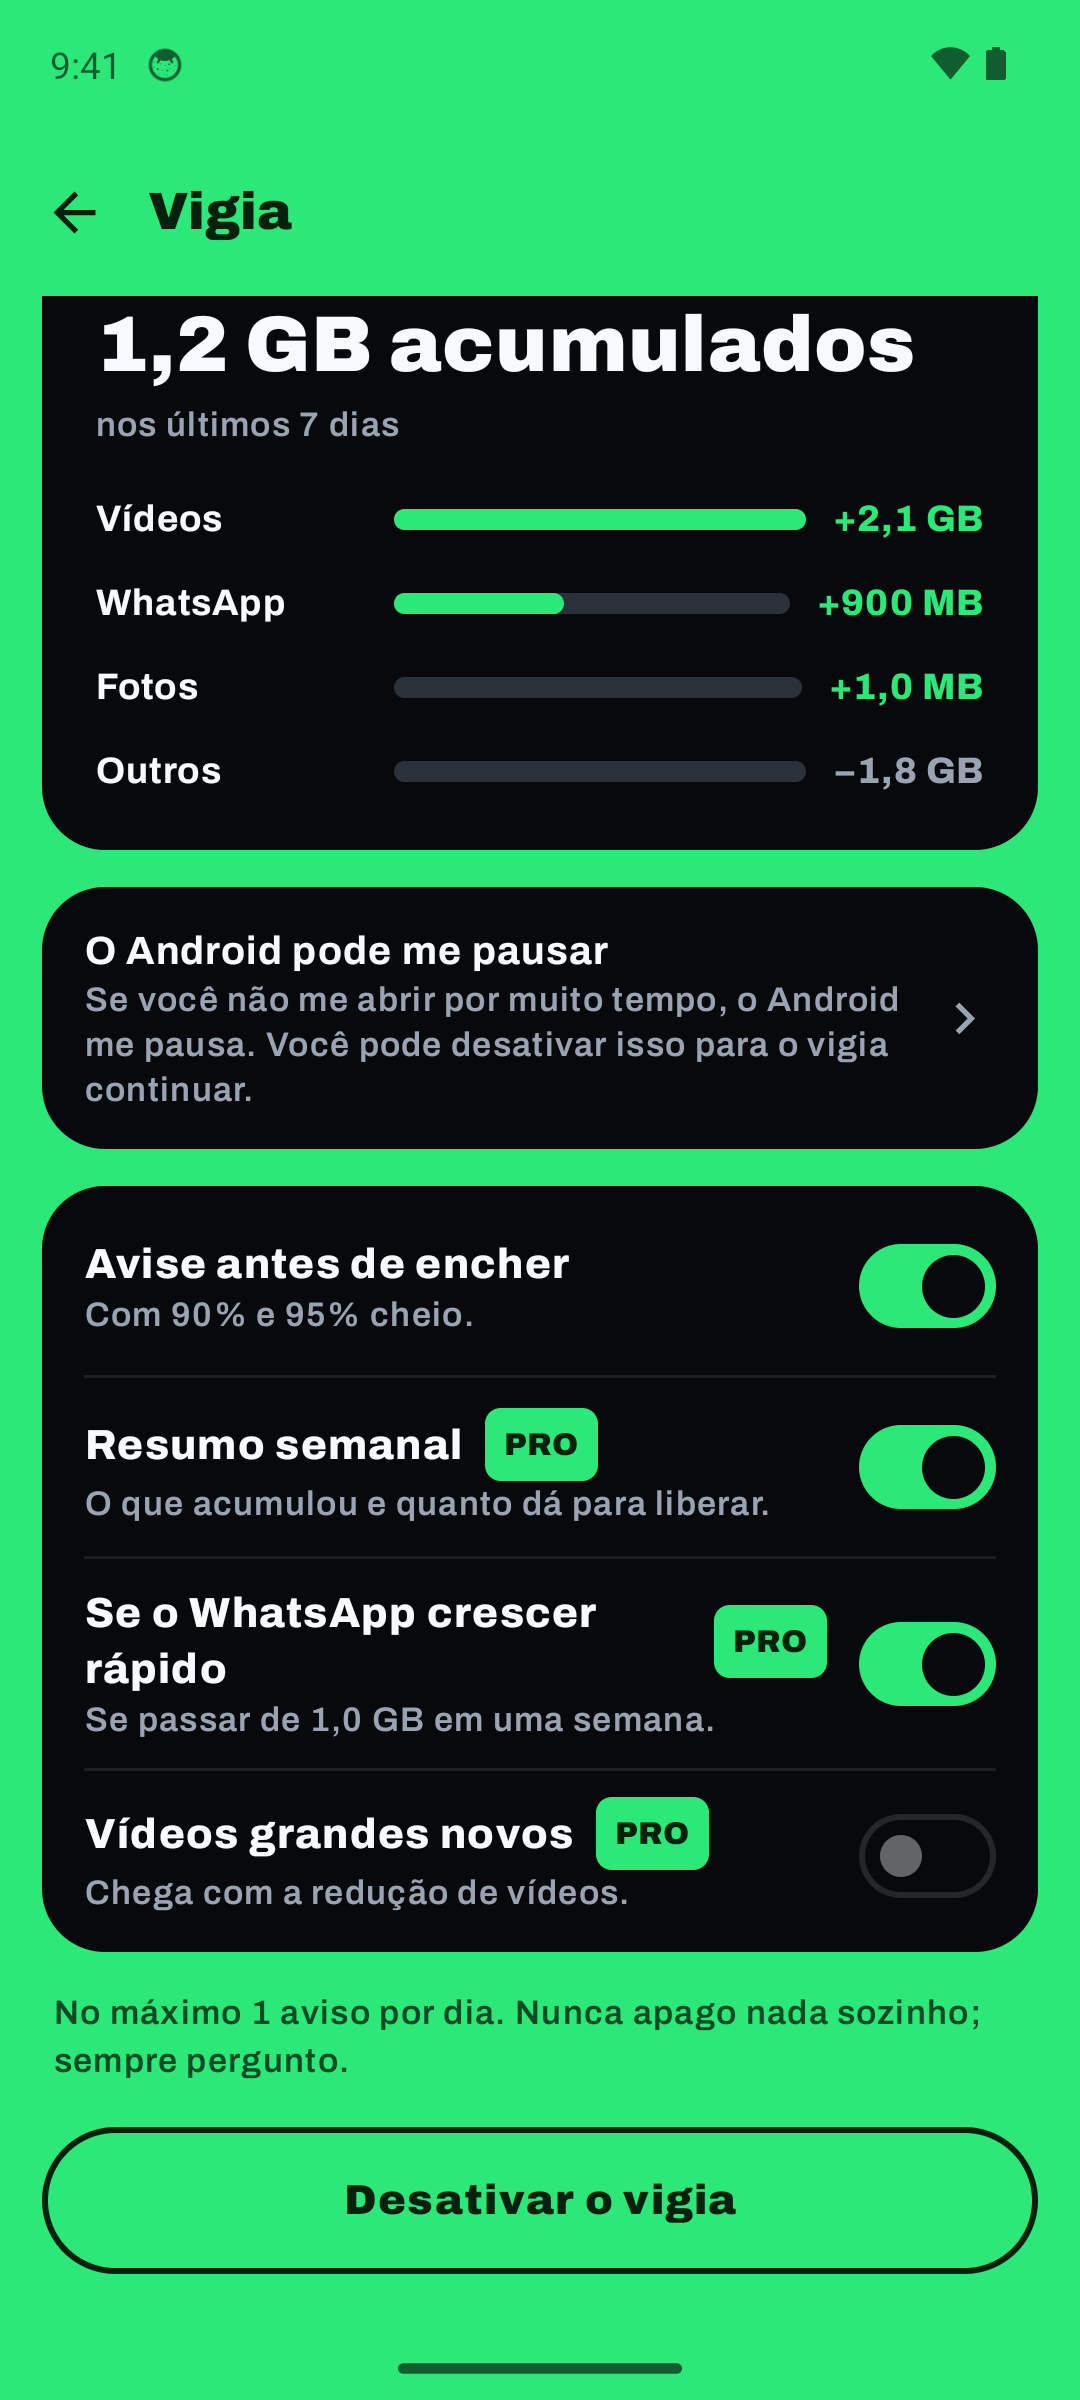 9:41
Vigia
1,2 GB acumulados
nos últimos 7 dias
Vídeos +2,1 GB
WhatsApp +900 MB
Fotos +1,0 MB
Outros –1,8 GB
O Android pode me pausar
Se você não me abrir por muito tempo, o Android
me pausa. Você pode desativar isso para o vigia
continuar.
Avise antes de encher
Com 90% e 95% cheio.
Resumo semanal PRO
O que acumulou e quanto dá para liberar.
Se o WhatsApp crescer
rápido PRO
Se passar de 1,0 GB em uma semana.
Vídeos grandes novos PRO
Chega com a redução de vídeos.
No máximo 1 aviso por dia. Nunca apago nada sozinho;
sempre pergunto.
Desativar o vigia